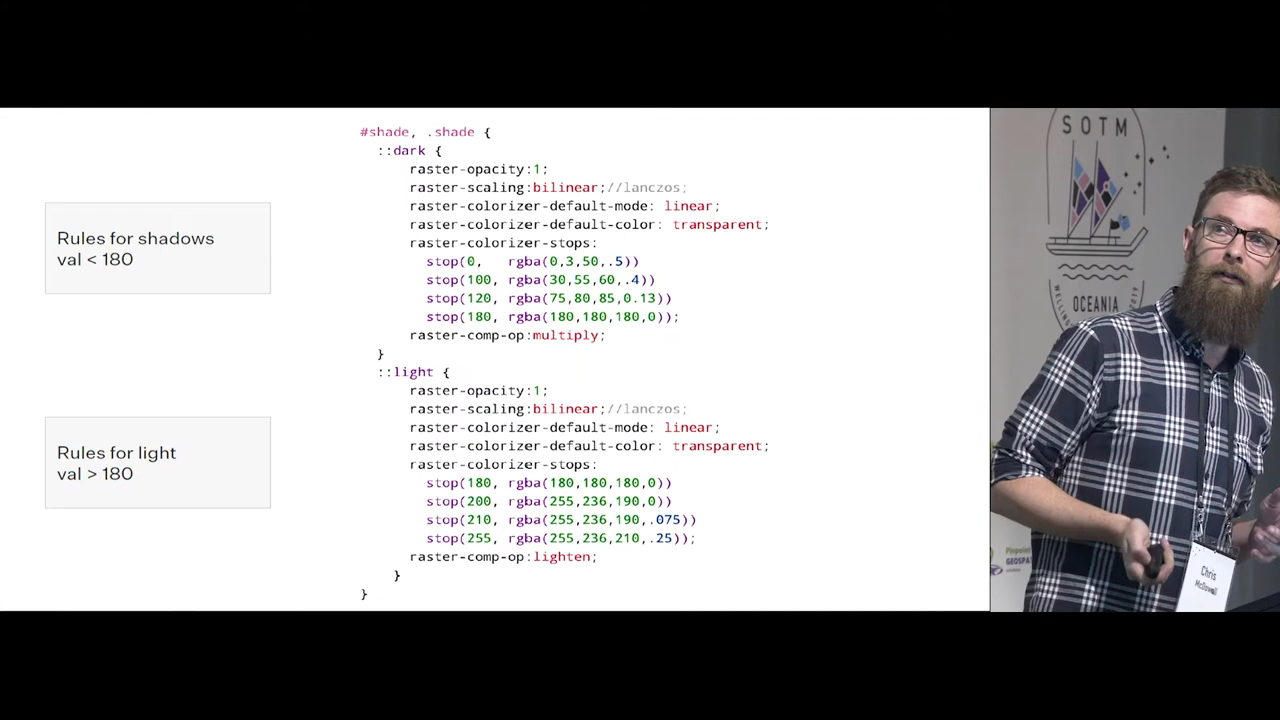 Rules for shadows
val < 180
Rules for light
val > 180
#shade, .shade {
  ::dark {
      raster-opacity:1;
      raster-scaling:bilinear;//lanczos;
      raster-colorizer-default-mode: linear;
      raster-colorizer-default-color: transparent;
      raster-colorizer-stops:
        stop(0,   rgba(0,3,50,.5))
        stop(100, rgba(30,55,60,.4))
        stop(120, rgba(75,80,85,0.13))
        stop(180, rgba(180,180,180,0));
      raster-comp-op:multiply;
  }
  ::light {
      raster-opacity:1;
      raster-scaling:bilinear;//lanczos;
      raster-colorizer-default-mode: linear;
      raster-colorizer-default-color: transparent;
      raster-colorizer-stops:
        stop(180, rgba(180,180,180,0))
        stop(200, rgba(255,236,190,0))
        stop(210, rgba(255,236,190,.075))
        stop(255, rgba(255,236,210,.25));
      raster-comp-op:lighten;
    }
}
SOTM
OCEANIA
2019
Pinpoint
Chris
McDowall